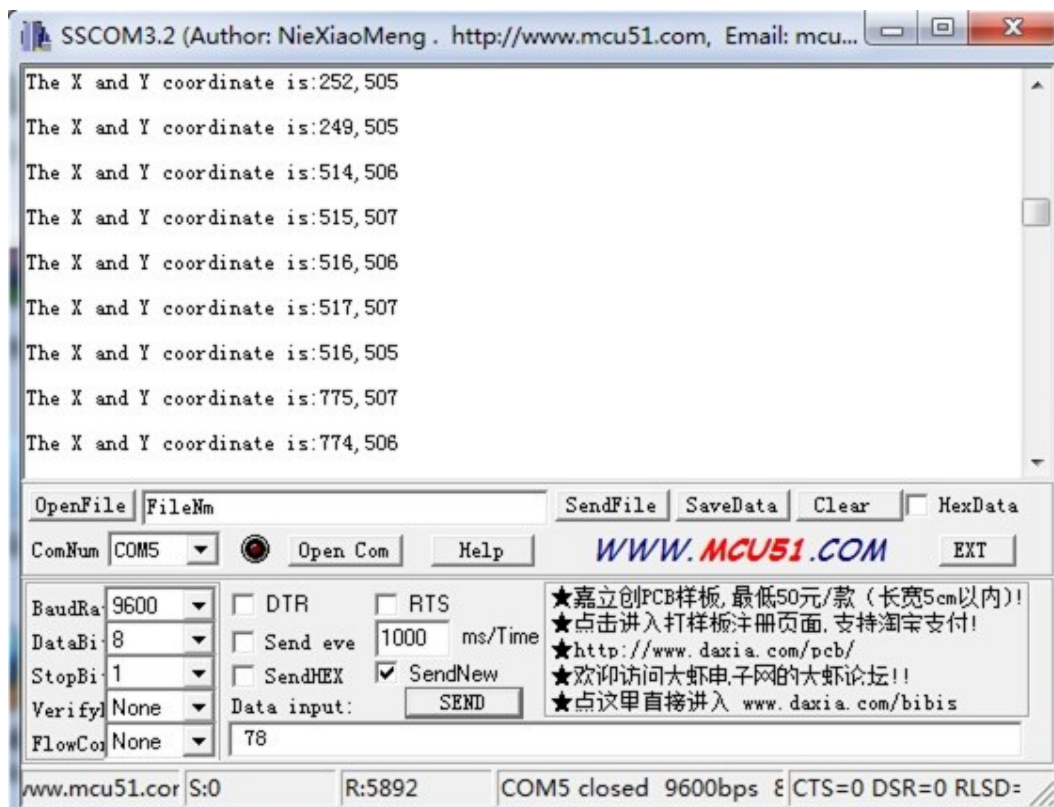 SSCOM3.2 (Author: NieXiaoMeng . http://www.mcu51.com, Email: mcu...
The X and Y coordinate is:252,505
The X and Y coordinate is:249,505
The X and Y coordinate is:514,506
The X and Y coordinate is:515,507
The X and Y coordinate is:516,506
The X and Y coordinate is:517,507
The X and Y coordinate is:516,505
The X and Y coordinate is:775,507
The X and Y coordinate is:774,506
OpenFile FileNm SendFile SaveData Clear HexData
ComNum COM5 Open Com Help WWW.MCU51.COM EXT
BaudRa 9600 DTR RTS
DataBi 8 Send eve 1000 ms/Time
StopBi 1 SendHEX SendNew
Verifyl None Data input: SEND
FlowCo None 78
★嘉立创PCB样板,最低50元/款（长宽5cm以内)!
★点击进入打样板注册页面,支持淘宝支付!
★http://www.daxia.com/pcb/
★欢迎访问大虾电子网的大虾论坛!!
★点这里直接进入 www.daxia.com/bibis
www.mcu51.cor S:0 R:5892 COM5 closed 9600bps 8 CTS=0 DSR=0 RLSD=